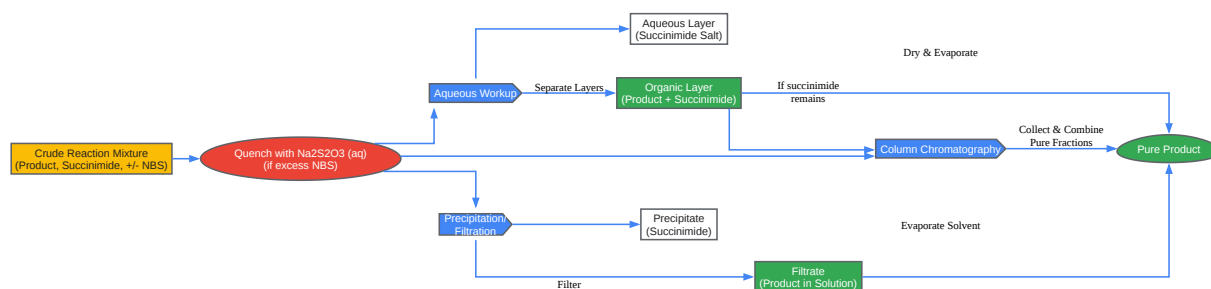 Aqueous Layer
(Succinimide Salt)
Dry & Evaporate
Aqueous Workup
Separate Layers
Organic Layer
(Product + Succinimide)
If succinimide
remains
Crude Reaction Mixture
(Product, Succinimide, +/- NBS)
Quench with Na2S2O3 (aq)
(if excess NBS)
Column Chromatography
Collect & Combine
Pure Fractions
Pure Product
Precipitation/
Filtration
Precipitate
(Succinimide)
Evaporate Solvent
Filter
Filtrate
(Product in Solution)